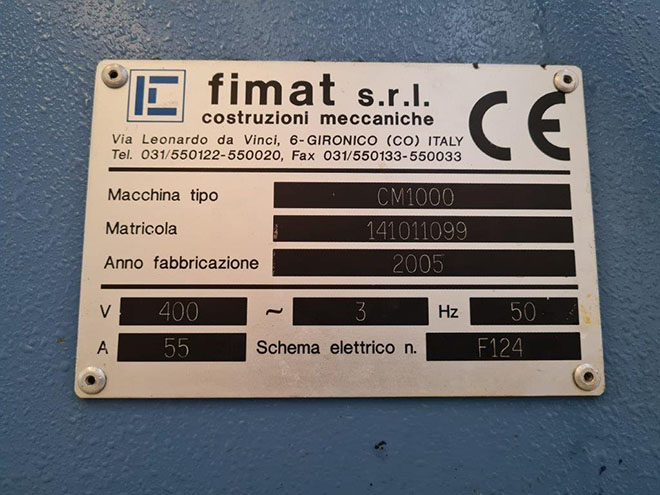 fimat s.r.l.
costruzioni meccaniche
CE
Via Leonardo da Vinci, 6-GIRONICO (CO) ITALY
Tel. 031/550122-550020, Fax 031/550133-550033
Macchina tipo CM1000
Matricola 141011099
Anno fabbricazione 2005
V 400 ~ 3 Hz 50
A 55 Schema elettrico n. F124